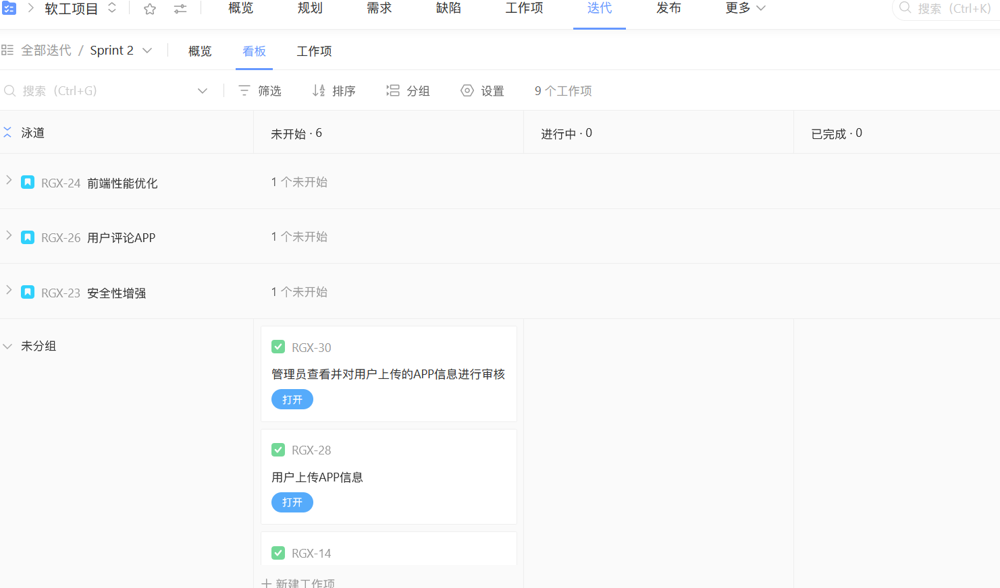 软工项目 概览 规划 需求 缺陷 工作项 迭代 发布 更多 搜索 (Ctrl+K)
全部迭代 / Sprint 2 概览 看板 工作项
搜索 (Ctrl+G) 筛选 排序 分组 设置 9 个工作项
泳道 未开始 · 6 进行中 · 0 已完成 · 0
RGX-24 前端性能优化 1 个未开始
RGX-26 用户评论APP 1 个未开始
RGX-23 安全性增强 1 个未开始
未分组 RGX-30
管理员查看并对用户上传的APP信息进行审核
打开
RGX-28
用户上传APP信息
打开
RGX-14
新建工作项